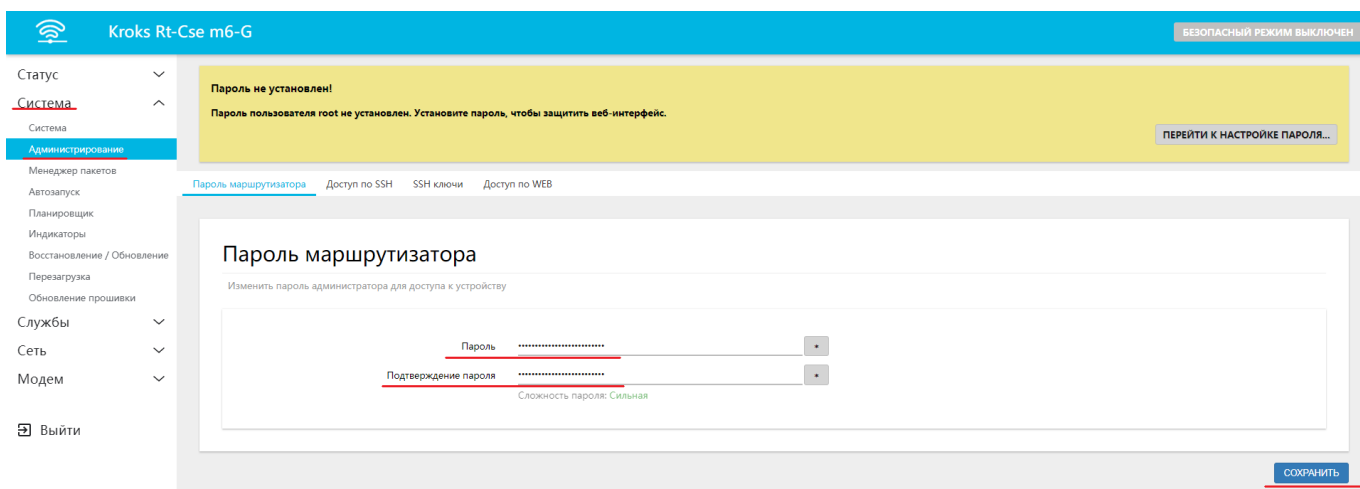 Kroks Rt-Cse m6-G
БЕЗОПАСНЫЙ РЕЖИМ ВЫКЛЮЧЕН
Статус
Система
Система
Администрирование
Менеджер пакетов
Автозапуск
Планировщик
Индикаторы
Восстановление / Обновление
Перезагрузка
Обновление прошивки
Службы
Сеть
Модем
Выйти
Пароль не установлен!
Пароль пользователя root не установлен. Установите пароль, чтобы защитить веб-интерфейс.
ПЕРЕЙТИ К НАСТРОЙКЕ ПАРОЛЯ...
Пароль маршрутизатора Доступ по SSH SSH ключи Доступ по WEB
Пароль маршрутизатора
Изменить пароль администратора для доступа к устройству
Пароль
Подтверждение пароля
Сложность пароля: Сильная
СОХРАНИТЬ